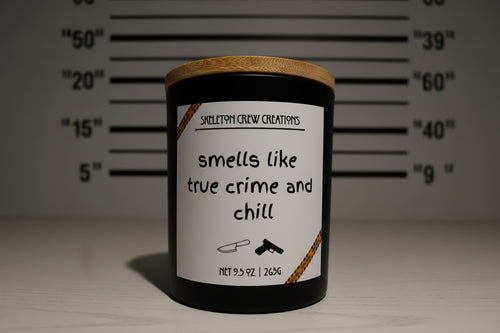 SKELETON CREW CREATIONS
smells like
true crime and
chill
NET 9.5 OZ | 265G
50"
15"
5"
39
60"
40"
9